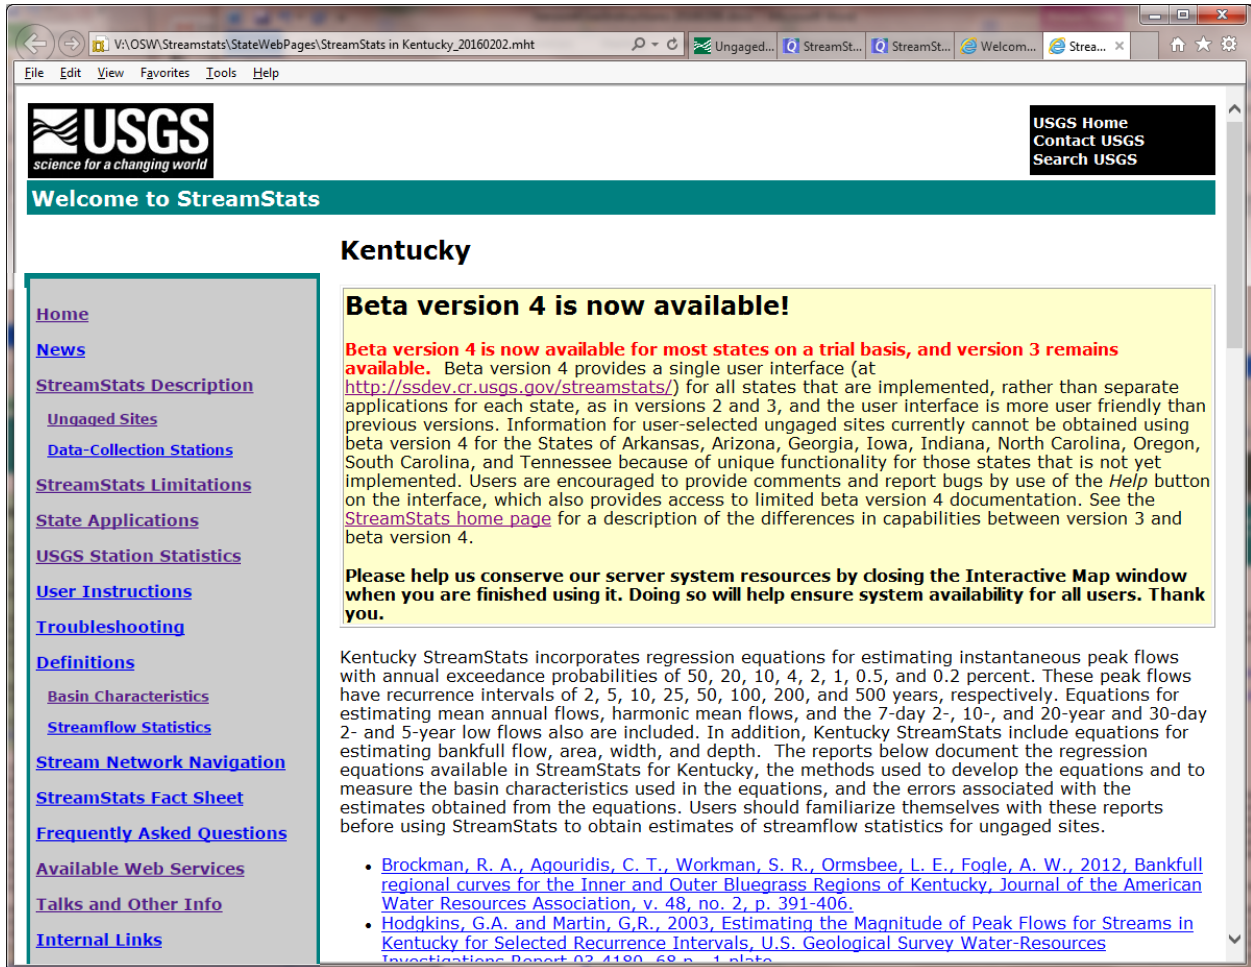 V:\OSW\Streamstats\StateWebPages\StreamStats in Kentucky_20160202.mht
Ungaged...
StreamSt...
StreamSt...
Welcom...
Strea...
File Edit View Favorites Tools Help
USGS
science for a changing world
USGS Home
Contact USGS
Search USGS
Welcome to StreamStats
Home
News
StreamStats Description
Ungaged Sites
Data-Collection Stations
StreamStats Limitations
State Applications
USGS Station Statistics
User Instructions
Troubleshooting
Definitions
Basin Characteristics
Streamflow Statistics
Stream Network Navigation
StreamStats Fact Sheet
Frequently Asked Questions
Available Web Services
Talks and Other Info
Internal Links
Kentucky
Beta version 4 is now available!
Beta version 4 is now available for most states on a trial basis, and version 3 remains
available. Beta version 4 provides a single user interface (at
http://ssdev.cr.usgs.gov/streamstats/) for all states that are implemented, rather than separate
applications for each state, as in versions 2 and 3, and the user interface is more user friendly than
previous versions. Information for user-selected ungaged sites currently cannot be obtained using
beta version 4 for the States of Arkansas, Arizona, Georgia, Iowa, Indiana, North Carolina, Oregon,
South Carolina, and Tennessee because of unique functionality for those states that is not yet
implemented. Users are encouraged to provide comments and report bugs by use of the Help button
on the interface, which also provides access to limited beta version 4 documentation. See the
StreamStats home page for a description of the differences in capabilities between version 3 and
beta version 4.
Please help us conserve our server system resources by closing the Interactive Map window
when you are finished using it. Doing so will help ensure system availability for all users. Thank
you.
Kentucky StreamStats incorporates regression equations for estimating instantaneous peak flows
with annual exceedance probabilities of 50, 20, 10, 4, 2, 1, 0.5, and 0.2 percent. These peak flows
have recurrence intervals of 2, 5, 10, 25, 50, 100, 200, and 500 years, respectively. Equations for
estimating mean annual flows, harmonic mean flows, and the 7-day 2-, 10-, and 20-year and 30-day
2- and 5-year low flows also are included. In addition, Kentucky StreamStats include equations for
estimating bankfull flow, area, width, and depth. The reports below document the regression
equations available in StreamStats for Kentucky, the methods used to develop the equations and to
measure the basin characteristics used in the equations, and the errors associated with the
estimates obtained from the equations. Users should familiarize themselves with these reports
before using StreamStats to obtain estimates of streamflow statistics for ungaged sites.
• Brockman, R. A., Agouridis, C. T., Workman, S. R., Ormsbee, L. E., Fogle, A. W., 2012, Bankfull
regional curves for the Inner and Outer Bluegrass Regions of Kentucky, Journal of the American
Water Resources Association, v. 48, no. 2, p. 391-406.
• Hodgkins, G.A. and Martin, G,R., 2003, Estimating the Magnitude of Peak Flows for Streams in
Kentucky for Selected Recurrence Intervals, U.S. Geological Survey Water-Resources
Investigations Report 03-4180, 68 p., 1 plate